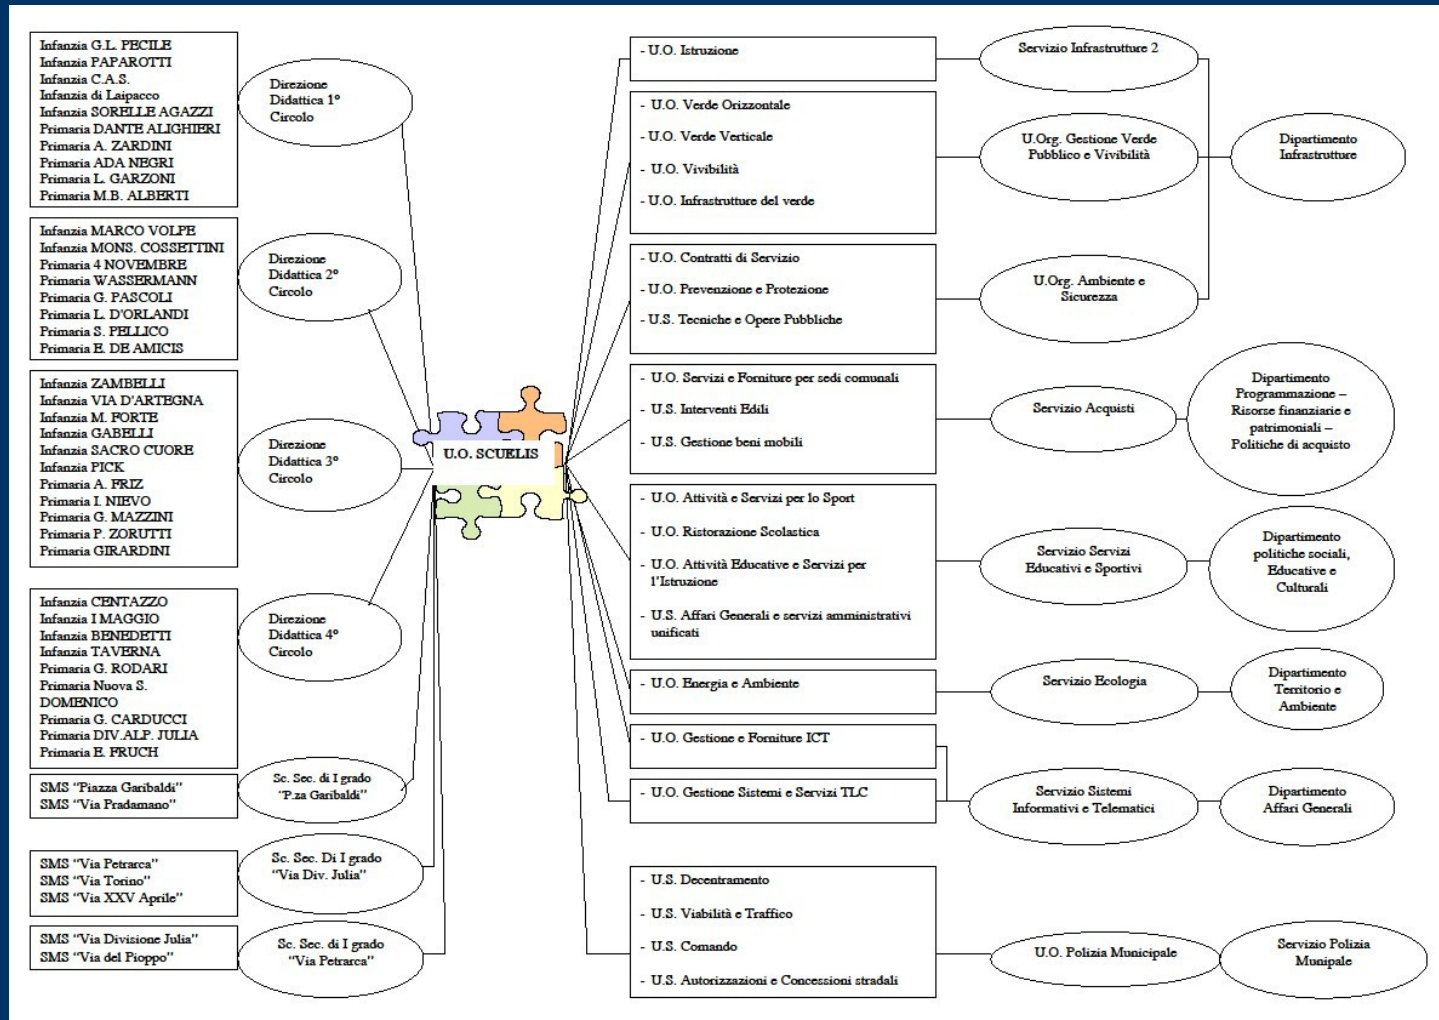 Infanzia G.L. PECILE
Infanzia PAPAROTTI
Infanzia C.A.S.
Infanzia di Laipacco
Infanzia SORELLE AGAZZI
Primaria DANTE ALIGHIERI
Primaria A. ZARDINI
Primaria ADA NEGRI
Primaria L. GARZONI
Primaria M.B. ALBERTI
Direzione
Didattica 1°
Circolo
Infanzia MARCO VOLPE
Infanzia MONS. COSSETTINI
Primaria 4 NOVEMBRE
Primaria WASSERMANN
Primaria G. PASCOLI
Primaria L. D'ORLANDI
Primaria S. PELLICO
Primaria E. DE AMICIS
Direzione
Didattica 2°
Circolo
Infanzia ZAMBELLI
Infanzia VIA D'ARTEGNA
Infanzia M. FORTE
Infanzia GABELLI
Infanzia SACRO CUORE
Infanzia PICK
Primaria A. FRIZ
Primaria I. NIEVO
Primaria G. MAZZINI
Primaria P. ZORUTTI
Primaria GIRARDINI
Direzione
Didattica 3°
Circolo
Infanzia CENTAZZO
Infanzia I MAGGIO
Infanzia BENEDETTI
Infanzia TAVERNA
Primaria G. RODARI
Primaria Nuova S.
DOMENICO
Primaria G. CARDUCCI
Primaria DIV.ALP. JULIA
Primaria E. FRUCH
Direzione
Didattica 4°
Circolo
SMS "Piazza Garibaldi"
SMS "Via Pradamano"
Sc. Sec. di I grado
"P.za Garibaldi"
SMS "Via Petrarca"
SMS "Via Torino"
SMS "Via XXV Aprile"
Sc. Sec. Di I grado
"Via Div. Julia"
SMS "Via Divisione Julia"
SMS "Via del Pioppo"
Sc. Sec. di I grado
"Via Petrarca"
U.O. SCUELIS
- U.O. Istruzione
Servizio Infrastrutture 2
- U.O. Verde Orizzontale
- U.O. Verde Verticale
- U.O. Vivibilità
- U.O. Infrastrutture del verde
U.Org. Gestione Verde
Pubblico e Vivibilità
Dipartimento
Infrastrutture
- U.O. Contratti di Servizio
- U.O. Prevenzione e Protezione
- U.S. Tecniche e Opere Pubbliche
U.Org. Ambiente e
Sicurezza
- U.O. Servizi e Forniture per sedi comunali
- U.S. Interventi Edili
- U.S. Gestione beni mobili
Servizio Acquisti
Dipartimento
Programmazione –
Risorse finanziarie e
patrimoniali –
Politiche di acquisto
- U.O. Attività e Servizi per lo Sport
- U.O. Ristorazione Scolastica
- U.O. Attività Educative e Servizi per
l'Istruzione
- U.S. Affari Generali e servizi amministrativi
unificati
Servizio Servizi
Educativi e Sportivi
Dipartimento
politiche sociali,
Educative e
Culturali
- U.O. Energia e Ambiente
Servizio Ecologia
Dipartimento
Territorio e
Ambiente
- U.O. Gestione e Forniture ICT
- U.O. Gestione Sistemi e Servizi TLC
Servizio Sistemi
Informativi e Telematici
Dipartimento
Affari Generali
- U.S. Decentramento
- U.S. Viabilità e Traffico
- U.S. Comando
- U.S. Autorizzazioni e Concessioni stradali
U.O. Polizia Municipale
Servizio Polizia
Munipale